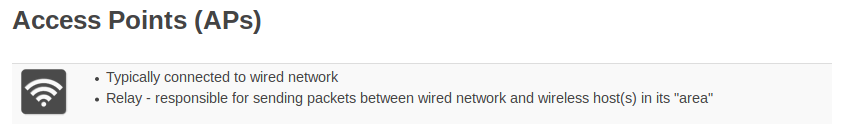 Access Points (APs)
• Typically connected to wired network
• Relay - responsible for sending packets between wired network and wireless host(s) in its "area"